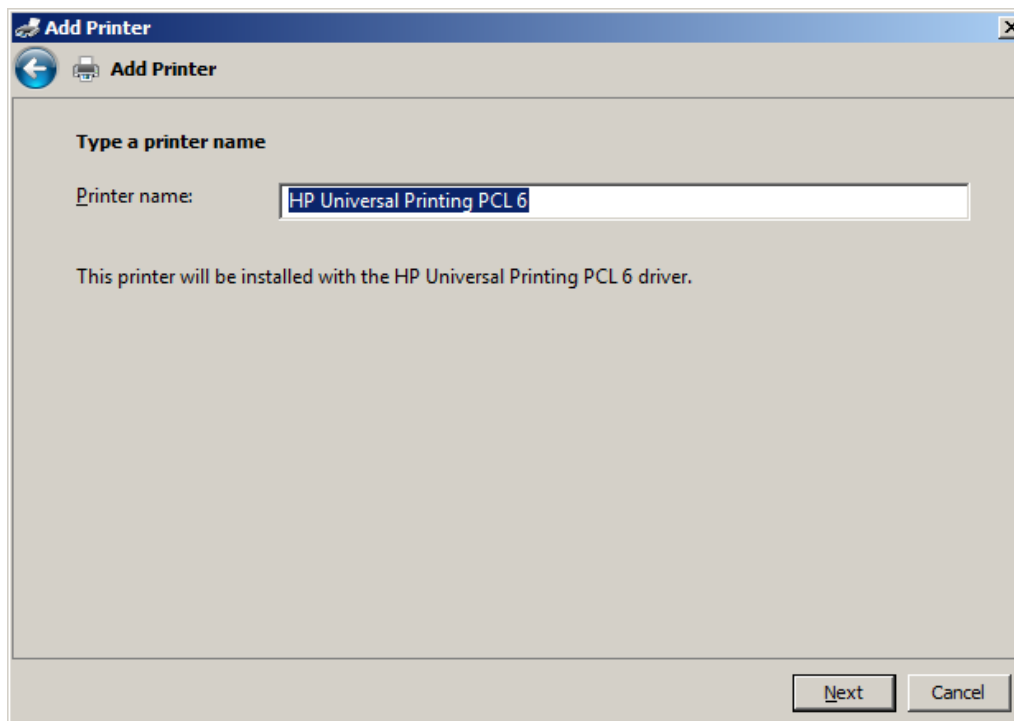 Add Printer
Add Printer
Type a printer name
Printer name: HP Universal Printing PCL 6
This printer will be installed with the HP Universal Printing PCL 6 driver.
Next Cancel